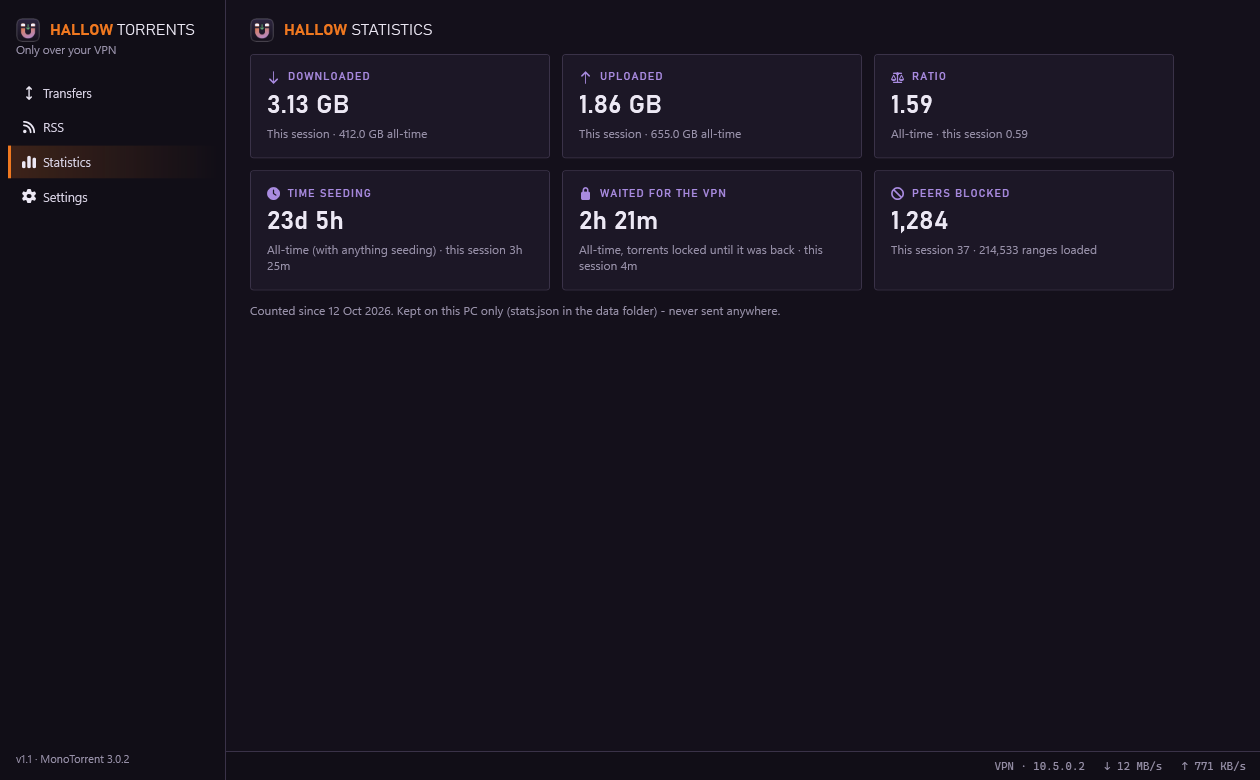 HALLOW TORRENTS
Only over your VPN
Transfers
RSS
Statistics
Settings
v1.1 · MonoTorrent 3.0.2
HALLOW STATISTICS
DOWNLOADED
3.13 GB
This session · 412.0 GB all-time
UPLOADED
1.86 GB
This session · 655.0 GB all-time
RATIO
1.59
All-time · this session 0.59
TIME SEEDING
23d 5h
All-time (with anything seeding) · this session 3h
25m
WAITED FOR THE VPN
2h 21m
All-time, torrents locked until it was back · this
session 4m
PEERS BLOCKED
1,284
This session 37 · 214,533 ranges loaded
Counted since 12 Oct 2026. Kept on this PC only (stats.json in the data folder) - never sent anywhere.
VPN · 10.5.0.2 ↓ 12 MB/s ↑ 771 KB/s